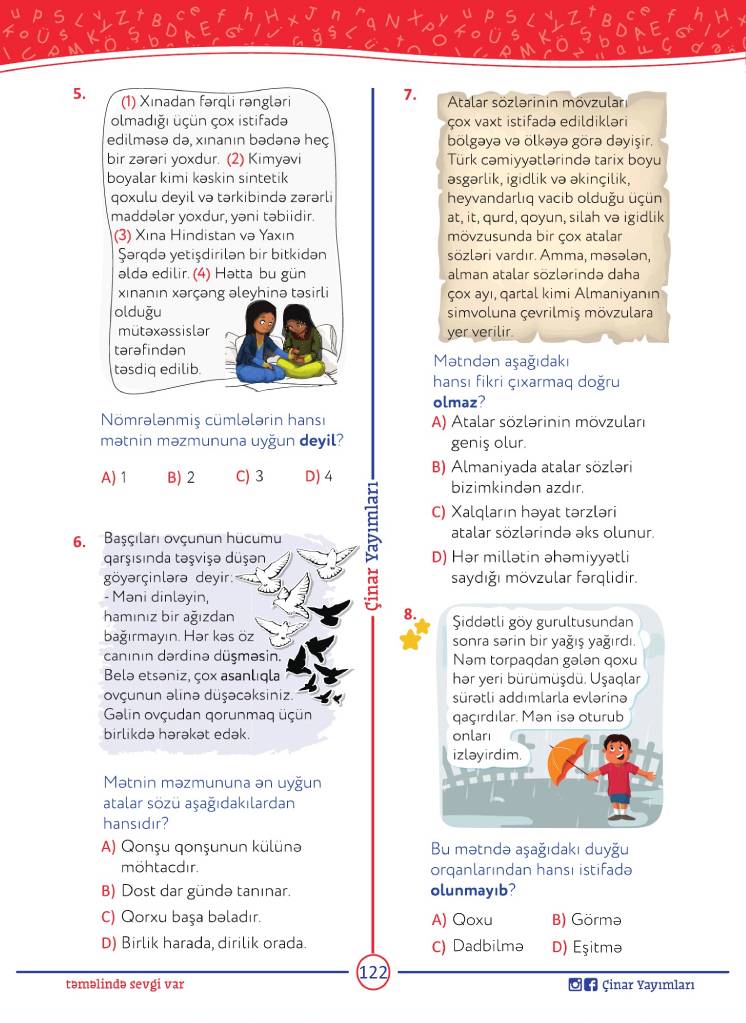 5.
(1) Xınadan fərqli rəngləri
olmadığı üçün çox istifadə
edilməsə də, xınanın bədənə heç
bir zərəri yoxdur. (2) Kimyəvi
boyalar kimi kəskin sintetik
qoxulu deyil və tərkibində zərərli
maddələr yoxdur, yəni təbiidir.
(3) Xına Hindistan və Yaxın
Şərqdə yetişdirilən bir bitkidən
əldə edilir. (4) Hətta bu gün
xınanın xərçəng əleyhinə təsirli
olduğu
mütəxəssislər
tərəfindən
təsdiq edilib.
Nömrələnmiş cümlələrin hansı
mətnin məzmununa uyğun deyil?
A) 1 B) 2 C) 3 D) 4
6.
Başçıları ovçunun hücumu
qarşısında təşvişə düşən
göyərçinlərə deyir:
- Məni dinləyin,
hamınız bir ağızdan
bağırmayın. Hər kəs öz
canının dərdinə düşməsin.
Belə etsəniz, çox asanlıqla
ovçunun əlinə düşəcəksiniz.
Gəlin ovçudan qorunmaq üçün
birlikdə hərəkət edək.
Mətnin məzmununa ən uyğun
atalar sözü aşağıdakılardan
hansıdır?
A) Qonşu qonşunun külünə
möhtacdır.
B) Dost dar gündə tanınar.
C) Qorxu başa bəladır.
D) Birlik harada, dirilik orada.
Çinar Yayımları
7.
Atalar sözlərinin mövzuları
çox vaxt istifadə edildikləri
bölgəyə və ölkəyə görə dəyişir.
Türk cəmiyyətlərində tarix boyu
əsgərlik, igidlik və əkinçilik,
heyvandarlıq vacib olduğu üçün
at, it, qurd, qoyun, silah və igidlik
mövzusunda bir çox atalar
sözləri vardır. Amma, məsələn,
alman atalar sözlərində daha
çox ayı, qartal kimi Almaniyanın
simvoluna çevrilmiş mövzulara
yer verilir.
Mətndən aşağıdakı
hansı fikri çıxarmaq doğru
olmaz?
A) Atalar sözlərinin mövzuları
geniş olur.
B) Almaniyada atalar sözləri
bizimkindən azdır.
C) Xalqların həyat tərzləri
atalar sözlərində əks olunur.
D) Hər millətin əhəmiyyətli
saydığı mövzular fərqlidir.
8.
Şiddətli göy gurultusundan
sonra sərin bir yağış yağırdı.
Nəm torpaqdan gələn qoxu
hər yeri bürümüşdü. Uşaqlar
sürətli addımlarla evlərinə
qaçırdılar. Mən isə oturub
onları
izləyirdim.
Bu mətndə aşağıdakı duyğu
orqanlarından hansı istifadə
olunmayıb?
A) Qoxu B) Görmə
C) Dadbilmə D) Eşitmə
təməlində sevgi var
122
Çinar Yayımları